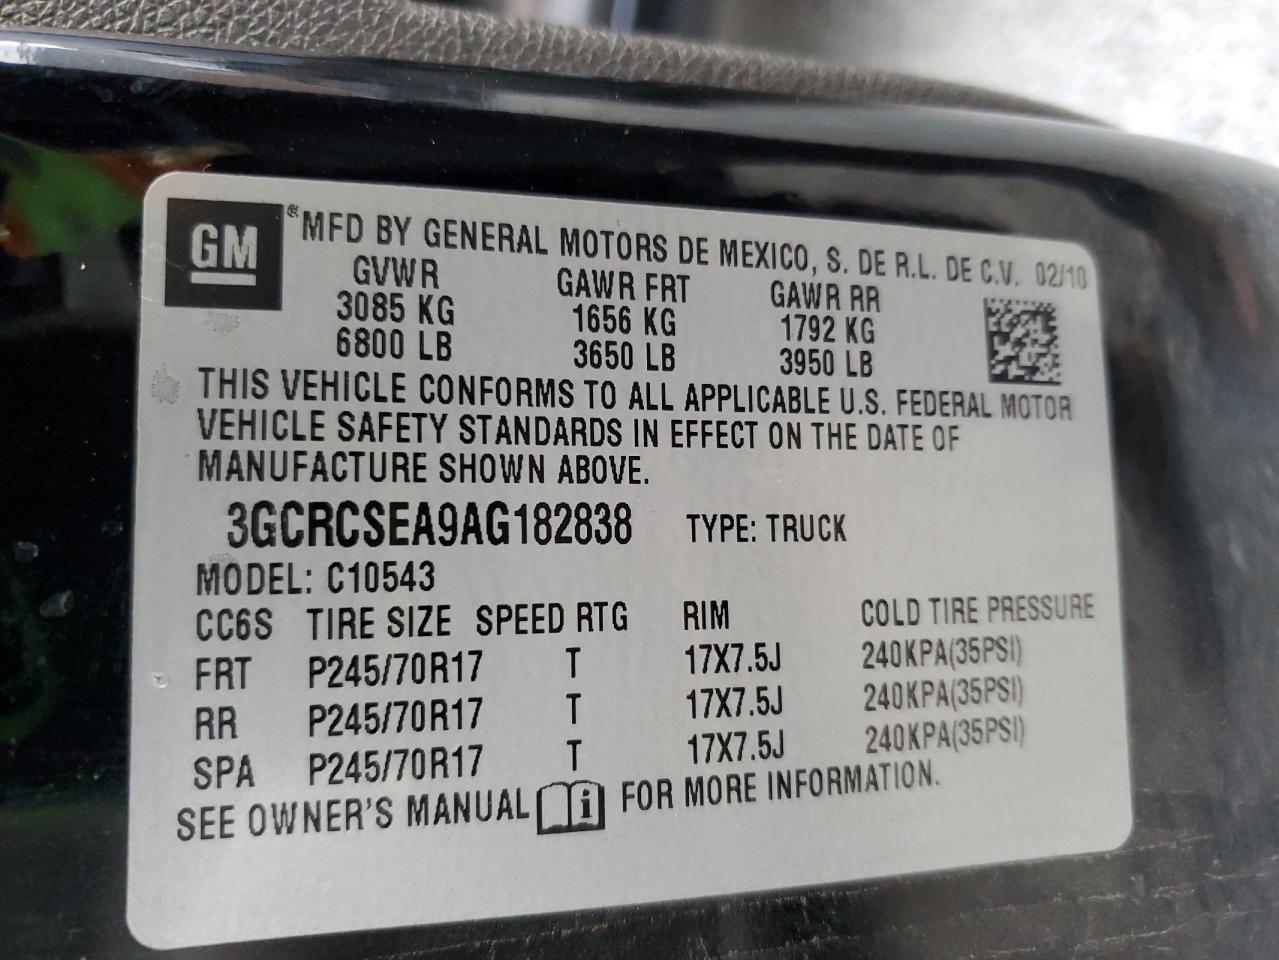 GM ® MFD BY GENERAL MOTORS DE MEXICO, S. DE R.L. DE C.V. 02/10
GVWR GAWR FRT GAWR RR
3085 KG 1656 KG 1792 KG
6800 LB 3650 LB 3950 LB
THIS VEHICLE CONFORMS TO ALL APPLICABLE U.S. FEDERAL MOTOR
VEHICLE SAFETY STANDARDS IN EFFECT ON THE DATE OF
MANUFACTURE SHOWN ABOVE.
3GCRCSEA9AG182838 TYPE: TRUCK
MODEL: C10543
CC6S TIRE SIZE SPEED RTG RIM COLD TIRE PRESSURE
FRT P245/70R17 T 17X7.5J 240KPA(35PSI)
RR P245/70R17 T 17X7.5J 240KPA(35PSI)
SPA P245/70R17 T 17X7.5J 240KPA(35PSI)
SEE OWNER'S MANUAL i FOR MORE INFORMATION.